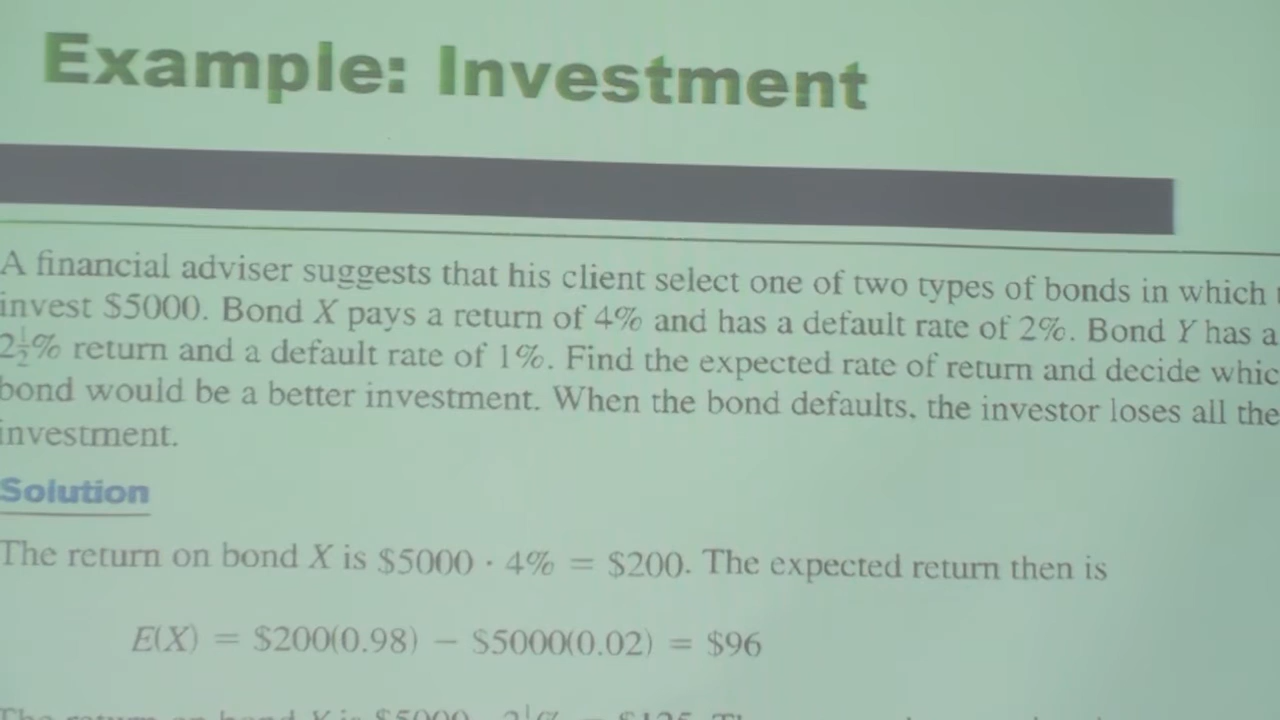 Example: Investment
A financial adviser suggests that his client select one of two types of bonds in which
invest $5000. Bond X pays a return of 4% and has a default rate of 2%. Bond Y has a
2½% return and a default rate of 1%. Find the expected rate of return and decide whic
bond would be a better investment. When the bond defaults, the investor loses all the
investment.
Solution
The return on bond X is $5000 · 4% = $200. The expected return then is
E(X) = $200(0.98) − $5000(0.02) = $96